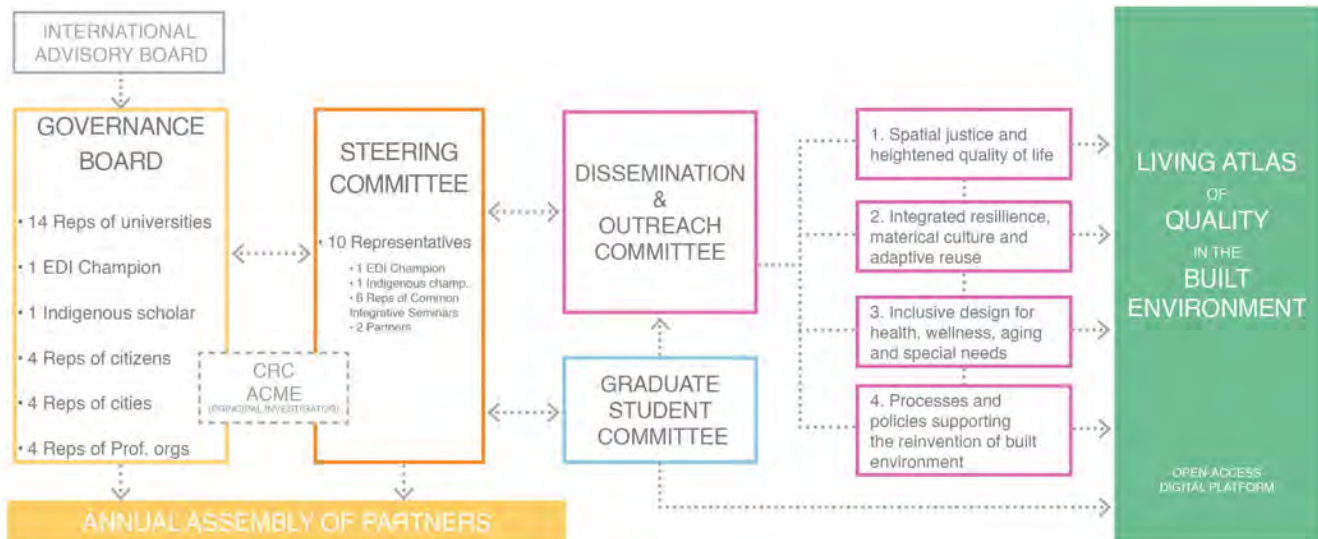 INTERNATIONAL
ADVISORY BOARD
GOVERNANCE
BOARD
• 14 Reps of universities
• 1 EDI Champion
• 1 Indigenous scholar
• 4 Reps of citizens
• 4 Reps of cities
• 4 Reps of Prof. orgs
CRC
ACME
(PRINCIPAL INVESTIGATOR)
STEERING
COMMITTEE
• 10 Representatives
• 1 EDI Champion
• 1 Indigenous champ.
• 6 Reps of Common
Integrative Seminars
• 2 Partners
ANNUAL ASSEMBLY OF PARTNERS
DISSEMINATION
&
OUTREACH
COMMITTEE
GRADUATE
STUDENT
COMMITTEE
1. Spatial justice and
heightened quality of life
2. Integrated resillience,
materical culture and
adaptive reuse
3. Inclusive design for
health, wellness, aging
and special needs
4. Processes and
policies supporting
the reinvention of built
environment
LIVING ATLAS
OF
QUALITY
IN THE
BUILT
ENVIRONMENT
OPEN-ACCESS
DIGITAL PLATFORM